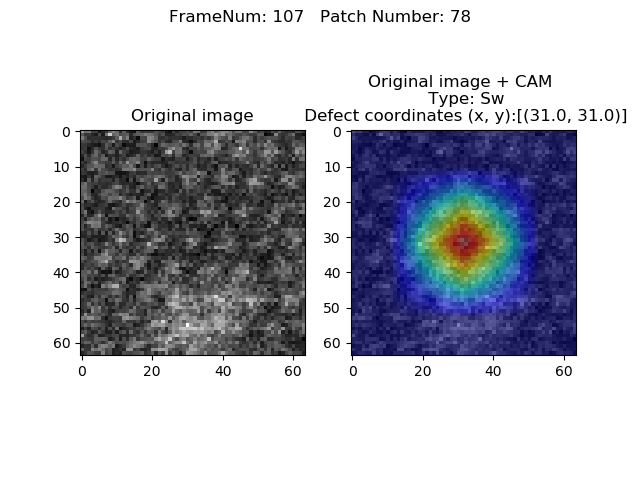 FrameNum: 107   Patch Number: 78
Original image
Original image + CAM
Type: Sw
Defect coordinates (x, y):[(31.0, 31.0)]
0
10
20
30
40
50
60
0 20 40 60
0
10
20
30
40
50
60
0 20 40 60